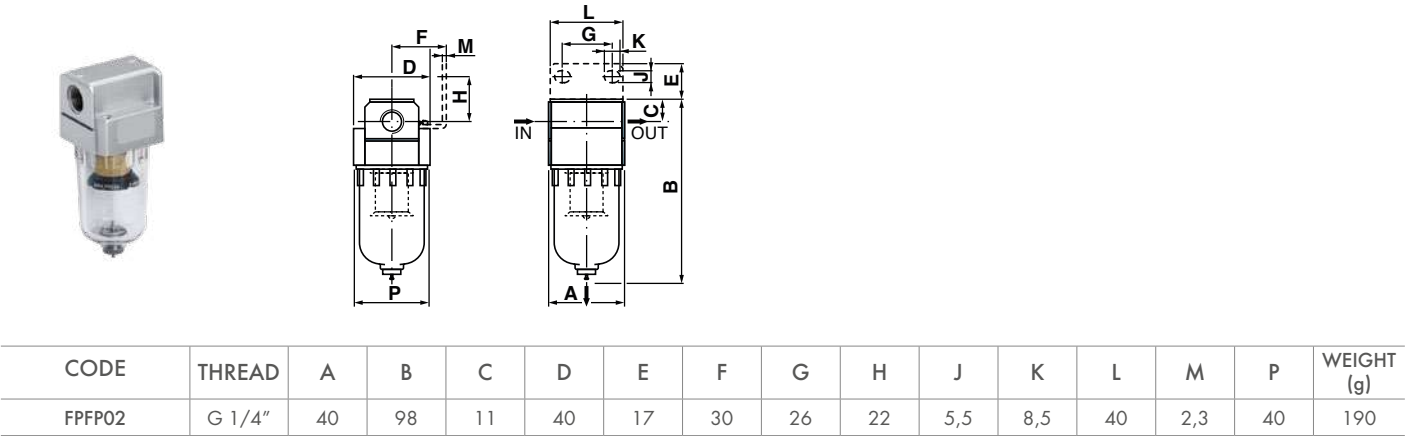 L
G
K
F
M
D
H
J
E
C
IN
OUT
B
P
A
CODE THREAD A B C D E F G H J K L M P WEIGHT (g)
FPFP02 G 1/4” 40 98 11 40 17 30 26 22 5,5 8,5 40 2,3 40 190